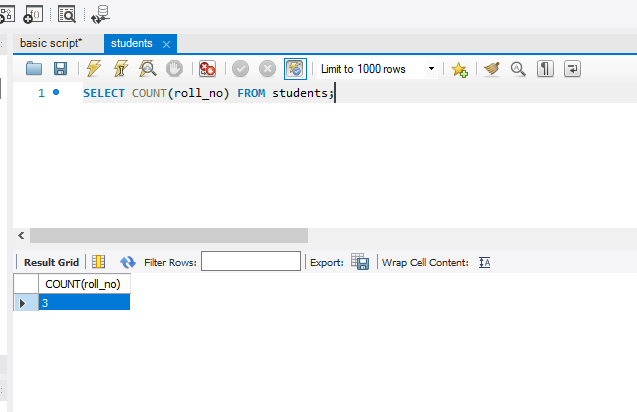 basic script* students ×
Limit to 1000 rows
1 SELECT COUNT(roll_no) FROM students;
Result Grid Filter Rows: Export: Wrap Cell Content:
COUNT(roll_no)
3